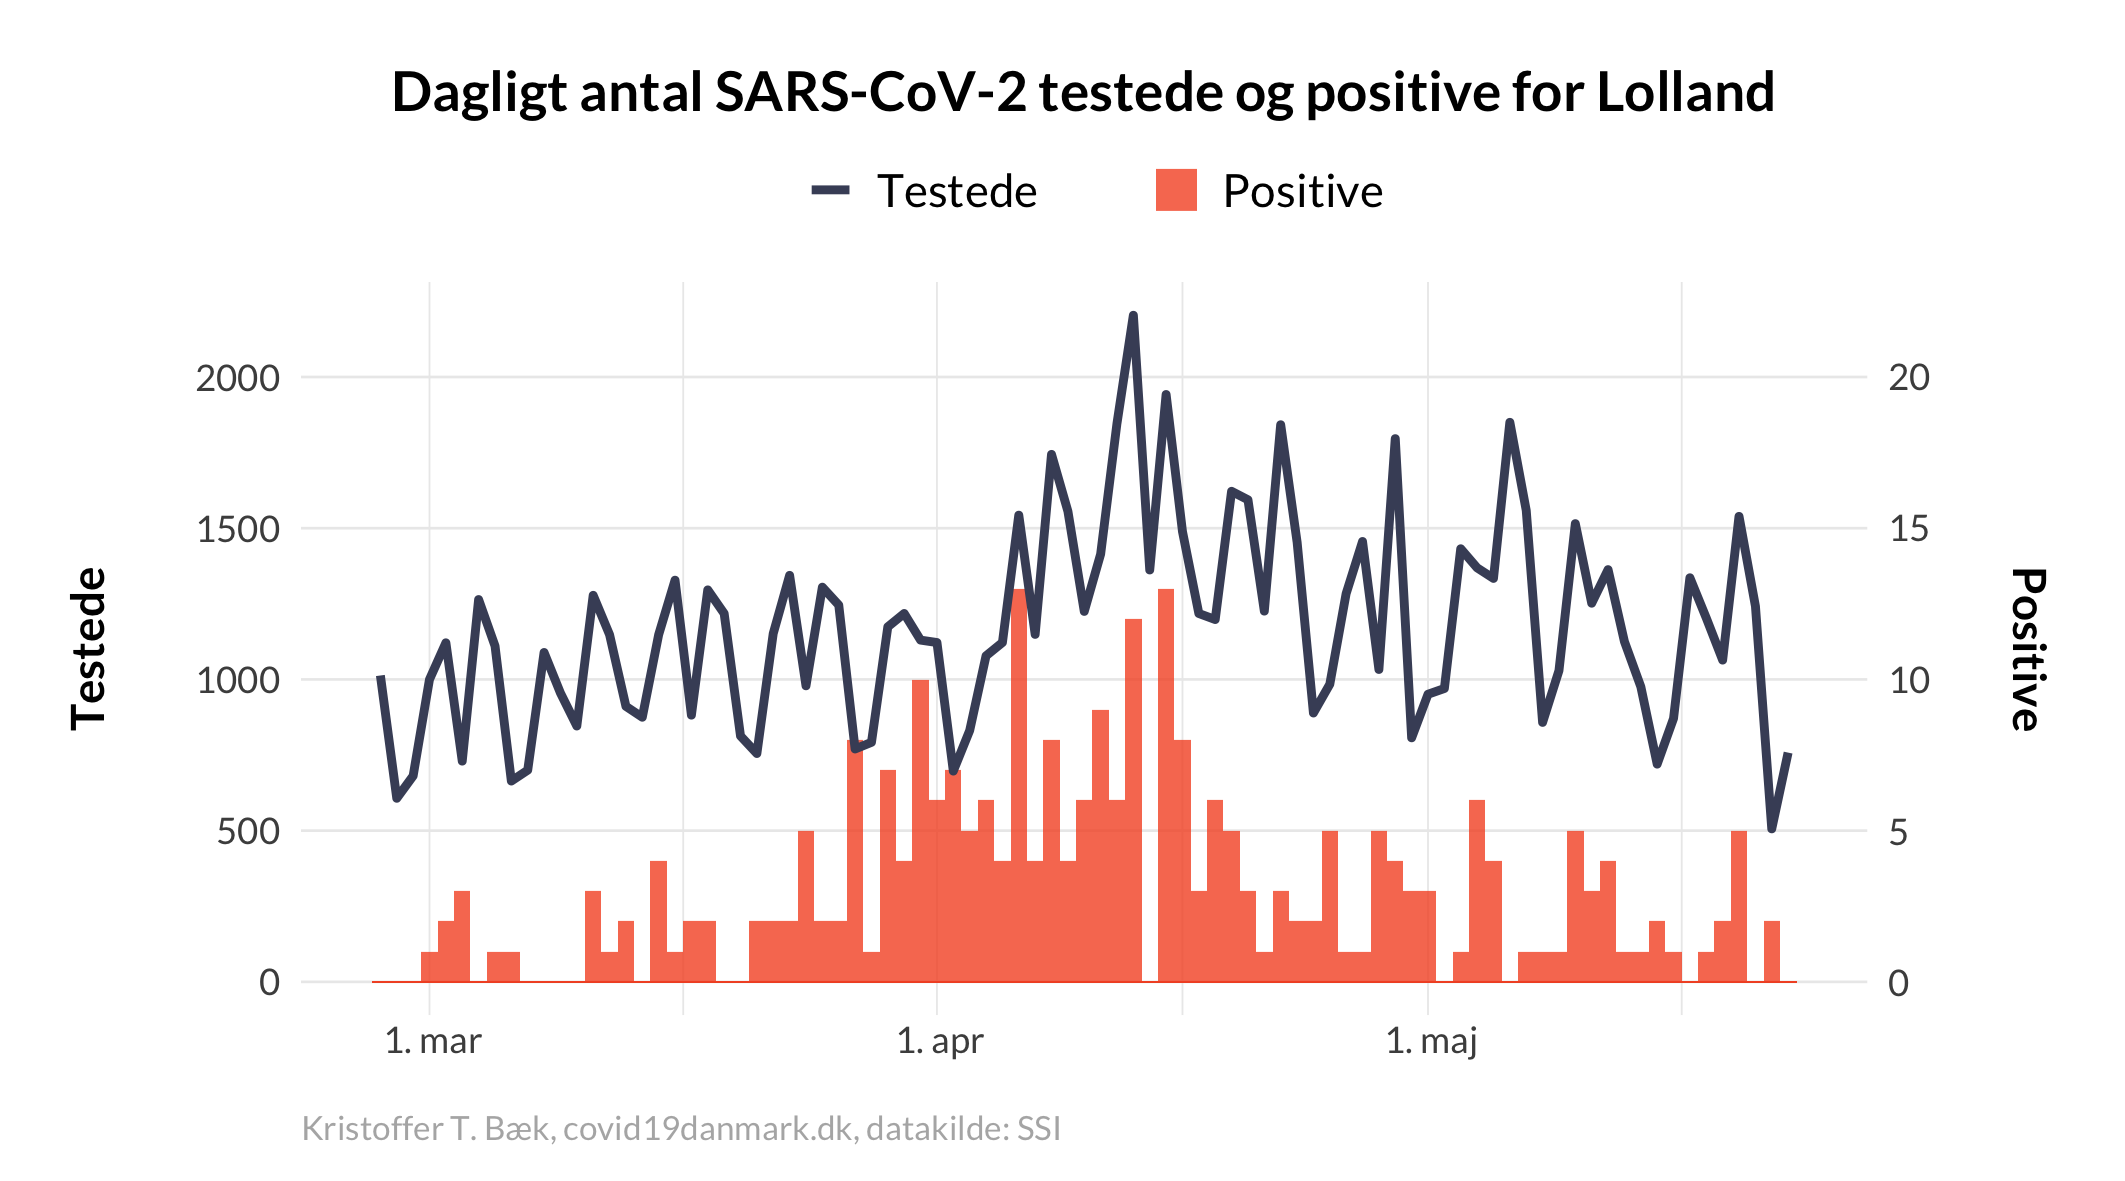 Dagligt antal SARS-CoV-2 testede og positive for Lolland
Testede
Positive
2000
1500
1000
500
0
20
15
10
5
0
Testede
Positive
1. mar
1. apr
1. maj
Kristoffer T. Bæk, covid19danmark.dk, datakilde: SSI